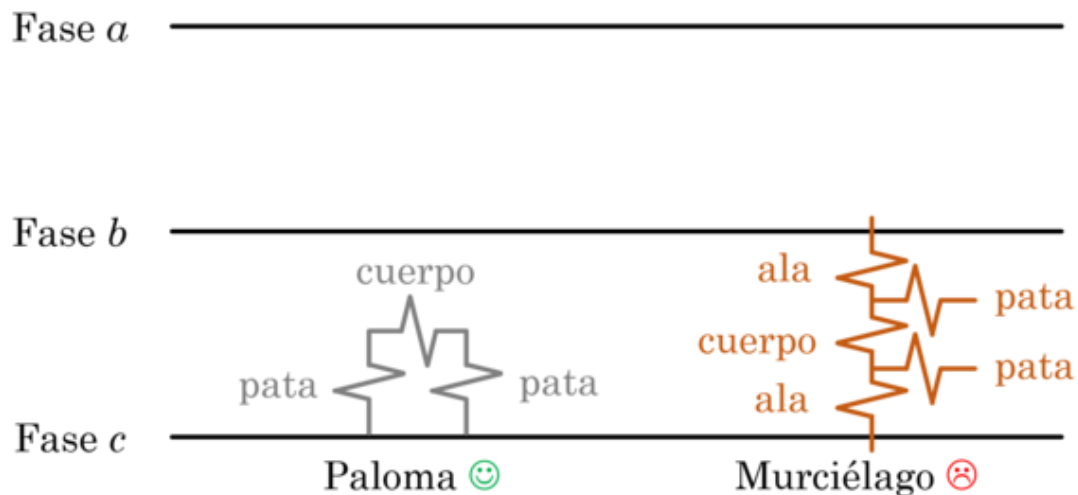 Fase a
Fase b
cuerpo
ala
pata
cuerpo
pata
pata
pata
ala
Fase c
Paloma
Murciélago